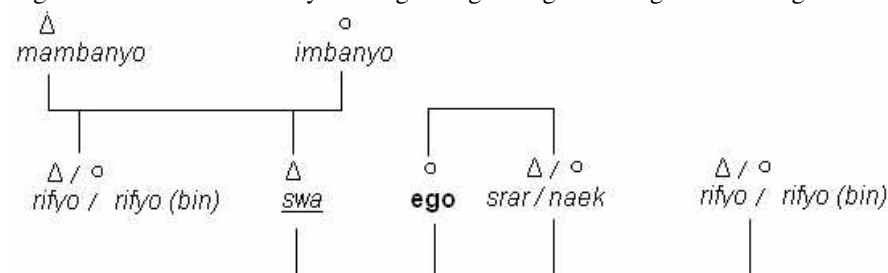 Δ o
mambanyo imbanyo
Δ / o Δ o Δ / o Δ / o
rifyo / rifyo (bin) swa ego srar / naek rifyo / rifyo (bin)